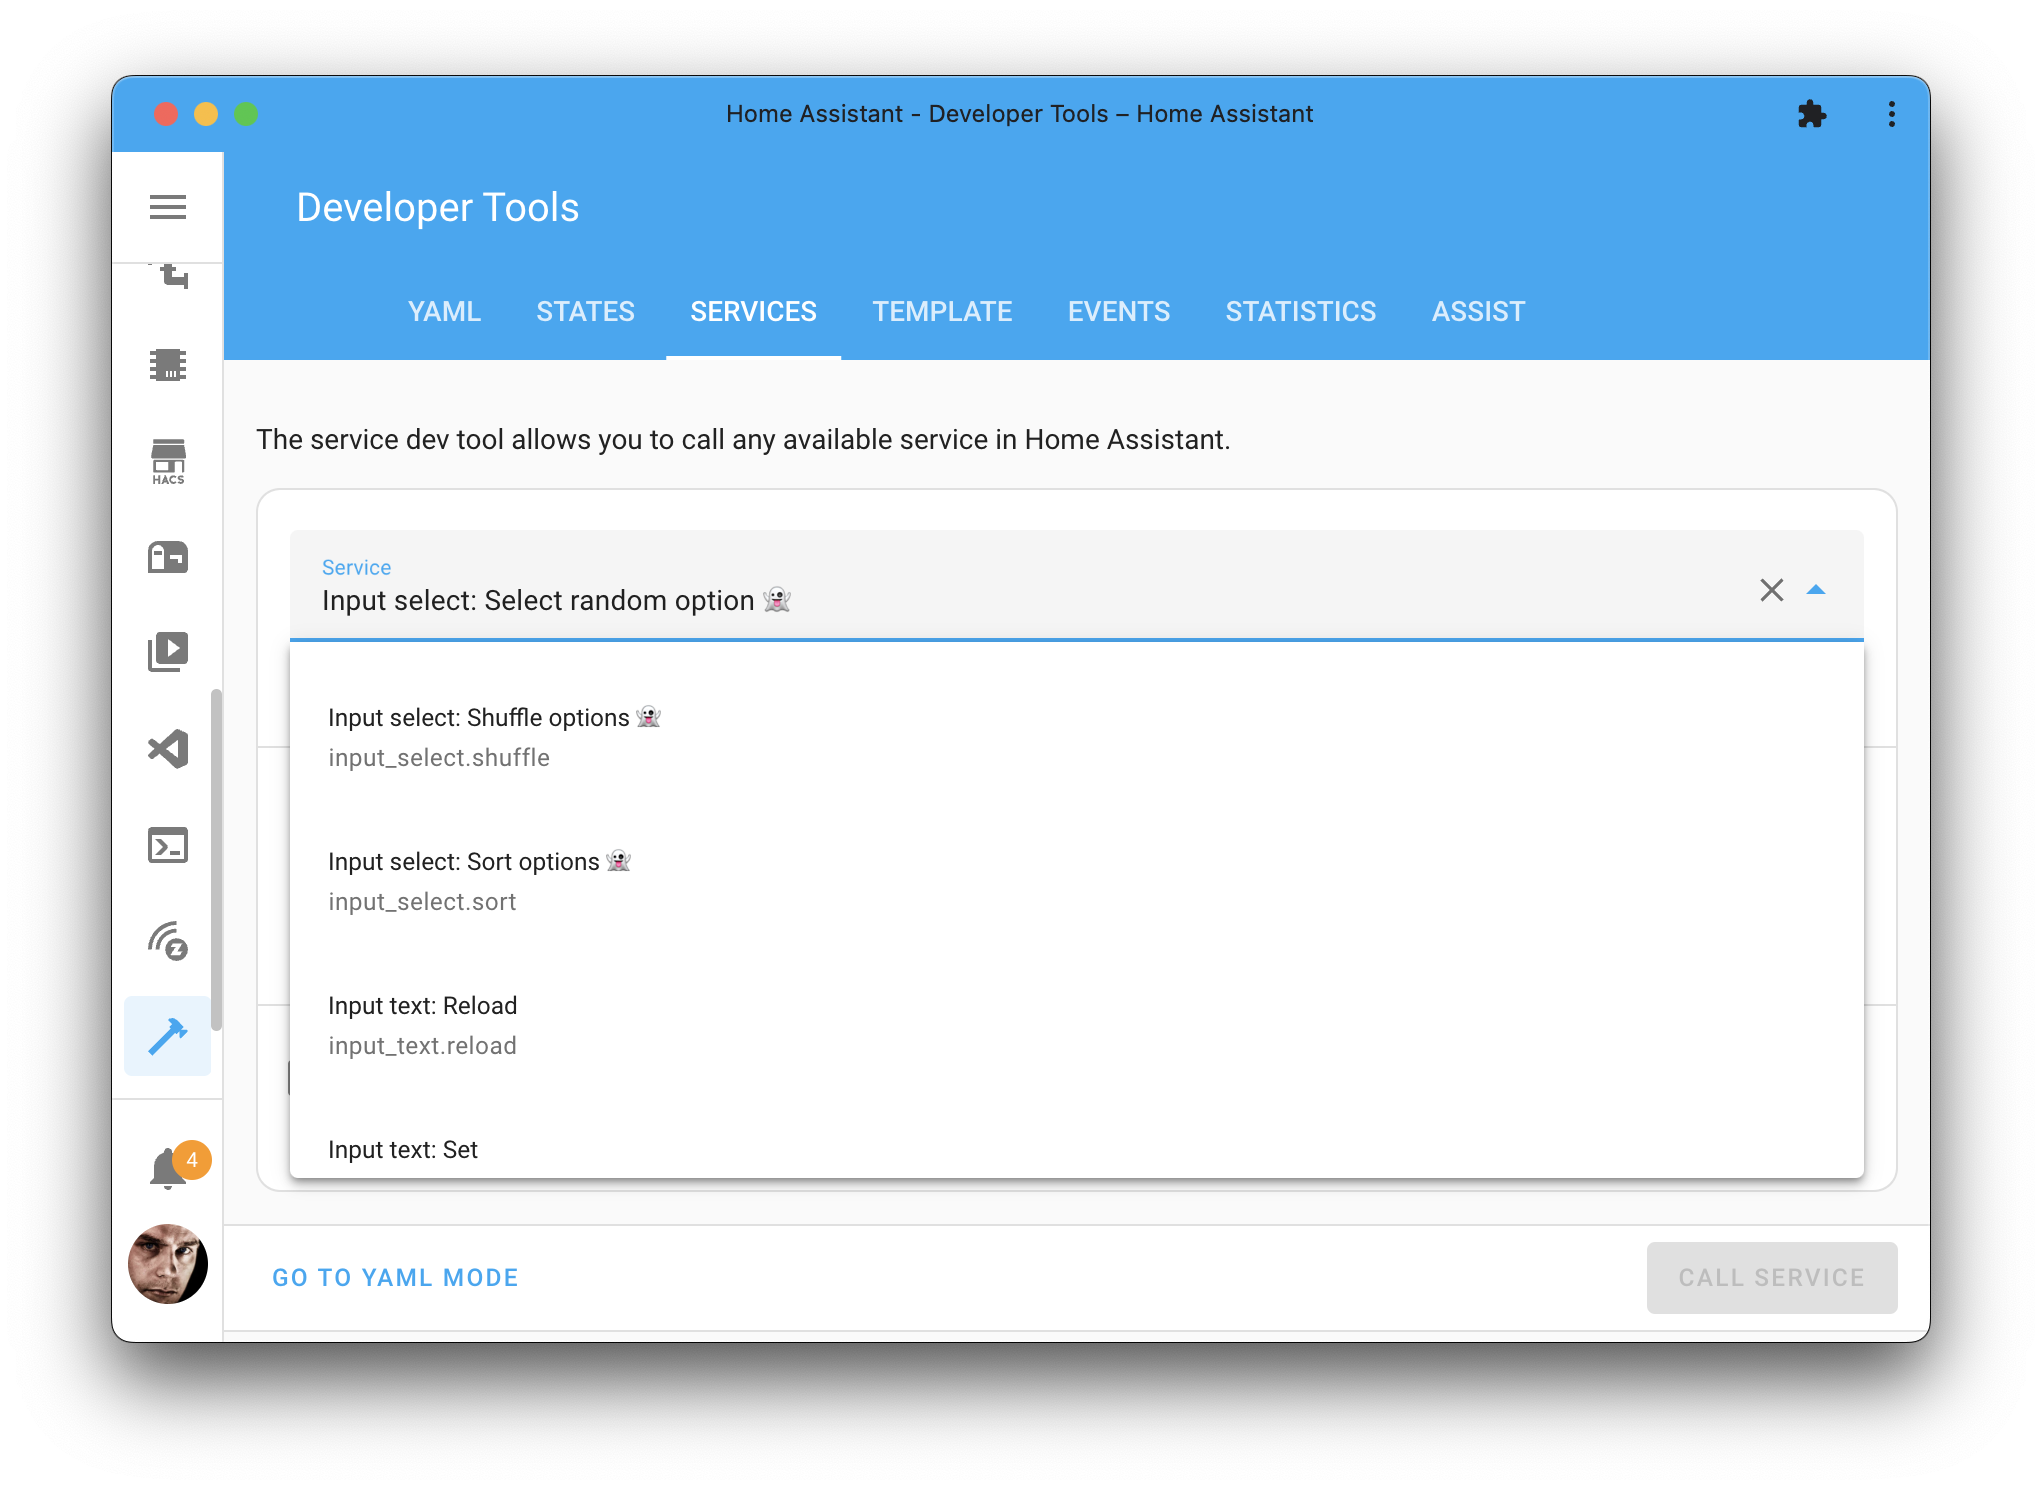 Home Assistant - Developer Tools – Home Assistant
Developer Tools
YAML STATES SERVICES TEMPLATE EVENTS STATISTICS ASSIST
HACS
The service dev tool allows you to call any available service in Home Assistant.
Service
Input select: Select random option 👻
Input select: Shuffle options 👻
input_select.shuffle
Input select: Sort options 👻
input_select.sort
Input text: Reload
input_text.reload
Input text: Set
4
GO TO YAML MODE
CALL SERVICE